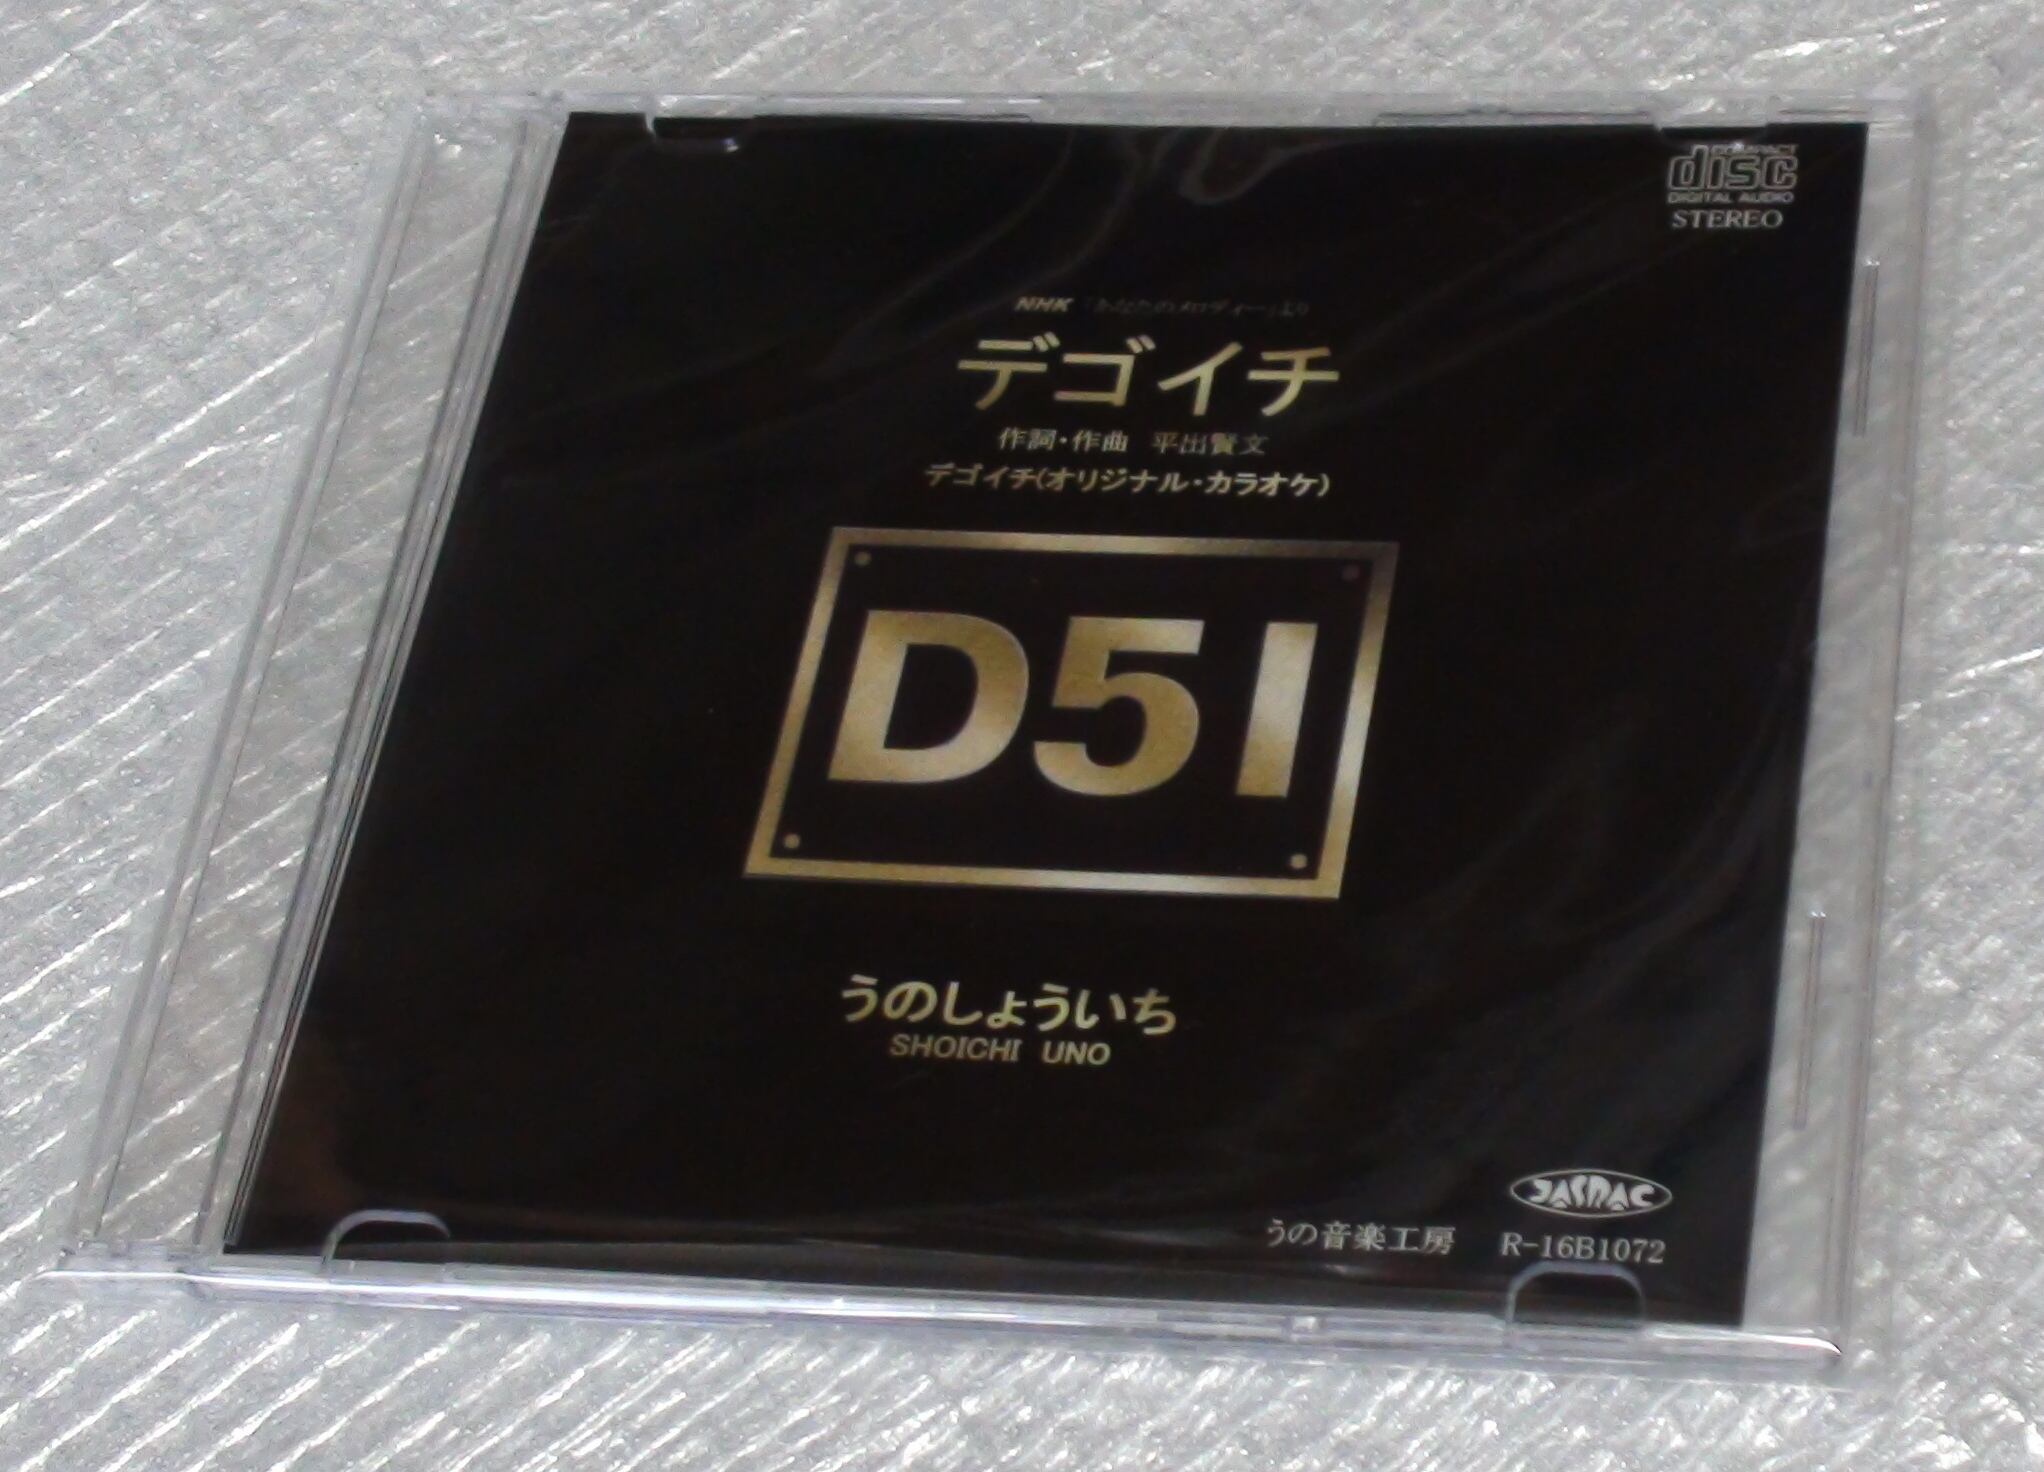 COMPACT
disc
DIGITAL AUDIO
STEREO
NHK「あなたのメロディー」より
デゴイチ
作詞・作曲 平出賢文
デゴイチ(オリジナル・カラオケ)
D51
うのしょういち
SHOICHI UNO
JASRAC
うの音楽工房 R-16B1072